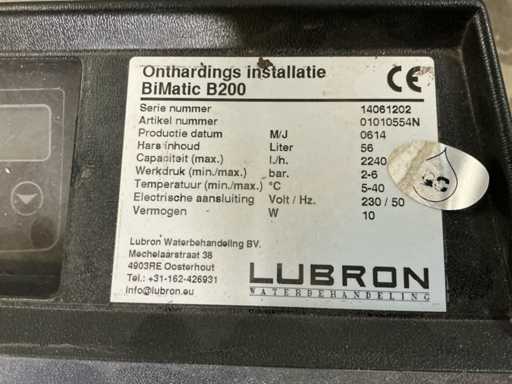 Onthardings installatie
BiMatic B200
CE
Serie nummer 14061202
Artikel nummer 01010554N
Productie datum M/J 0614
Hars inhoud Liter 56
Capaciteit (max.) l./h. 2240
Werkdruk (min./max.) bar. 2-6
Temperatuur (min./max.) °C 5-40
Electrische aansluiting Volt / Hz. 230 / 50
Vermogen W 10
Lubron Waterbehandeling BV.
Mechelaarstraat 38
4903RE Oosterhout
Tel.: +31-162-426931
info@lubron.eu
LUBRON
WATERBEHANDELING